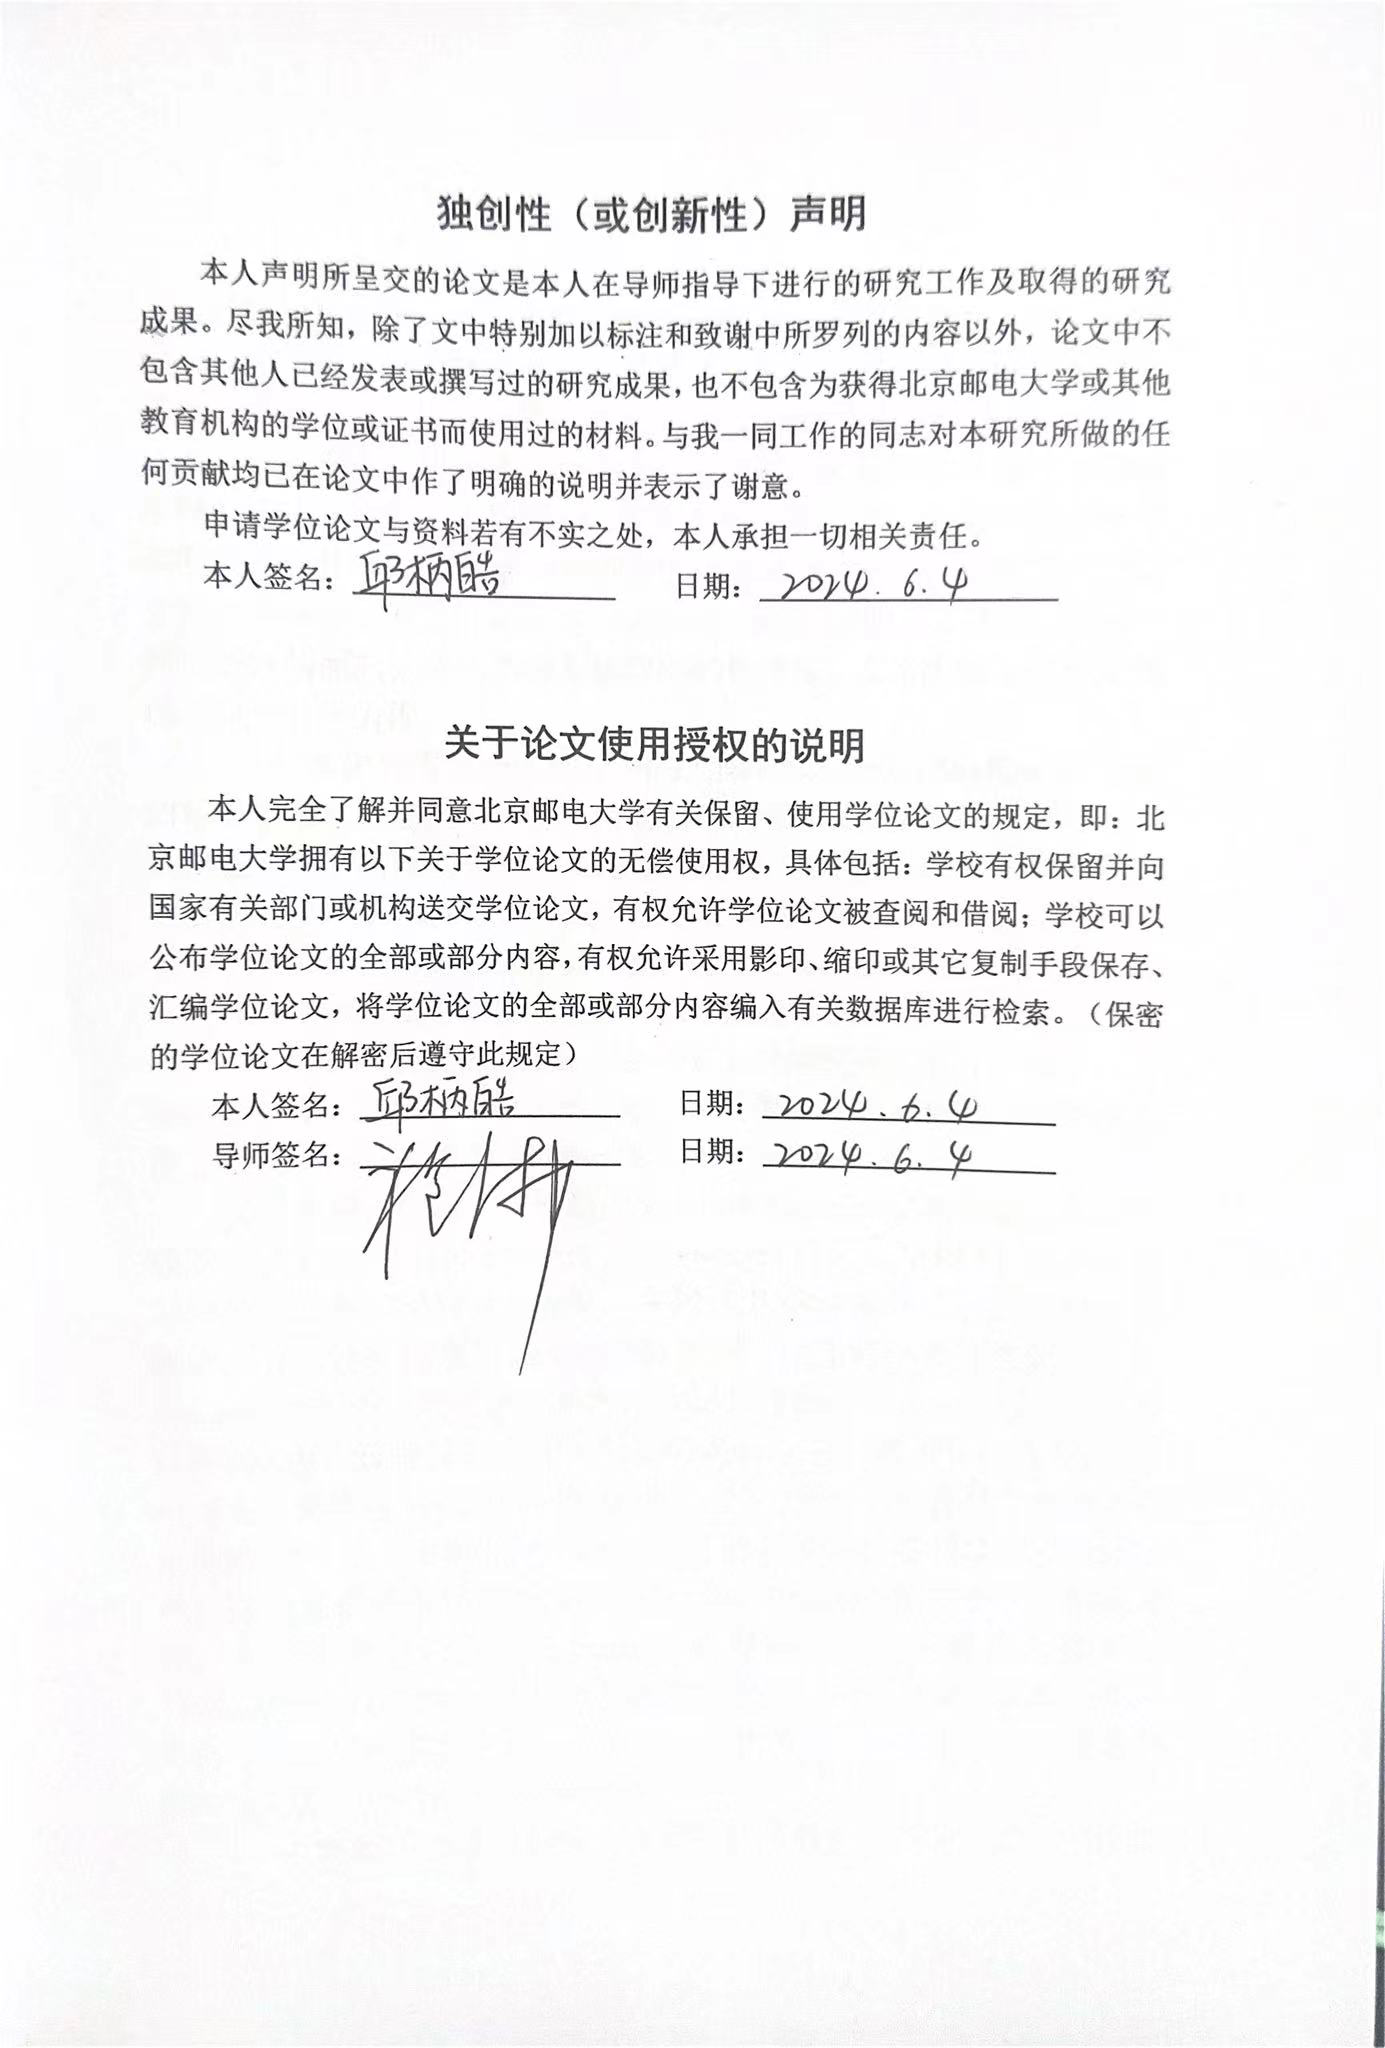 独创性（或创新性）声明
本人声明所呈交的论文是本人在导师指导下进行的研究工作及取得的研究
成果。尽我所知，除了文中特别加以标注和致谢中所罗列的内容以外，论文中不
包含其他人已经发表或撰写过的研究成果，也不包含为获得北京邮电大学或其他
教育机构的学位或证书而使用过的材料。与我一同工作的同志对本研究所做的任
何贡献均已在论文中作了明确的说明并表示了谢意。
申请学位论文与资料若有不实之处，本人承担一切相关责任。
本人签名：邱柄皓 日期：2024.6.4
关于论文使用授权的说明
本人完全了解并同意北京邮电大学有关保留、使用学位论文的规定，即：北
京邮电大学拥有以下关于学位论文的无偿使用权，具体包括：学校有权保留并向
国家有关部门或机构送交学位论文，有权允许学位论文被查阅和借阅；学校可以
公布学位论文的全部或部分内容，有权允许采用影印、缩印或其它复制手段保存、
汇编学位论文，将学位论文的全部或部分内容编入有关数据库进行检索。（保密
的学位论文在解密后遵守此规定）
本人签名：邱柄皓 日期：2024.6.4
导师签名： 日期：2024.6.4